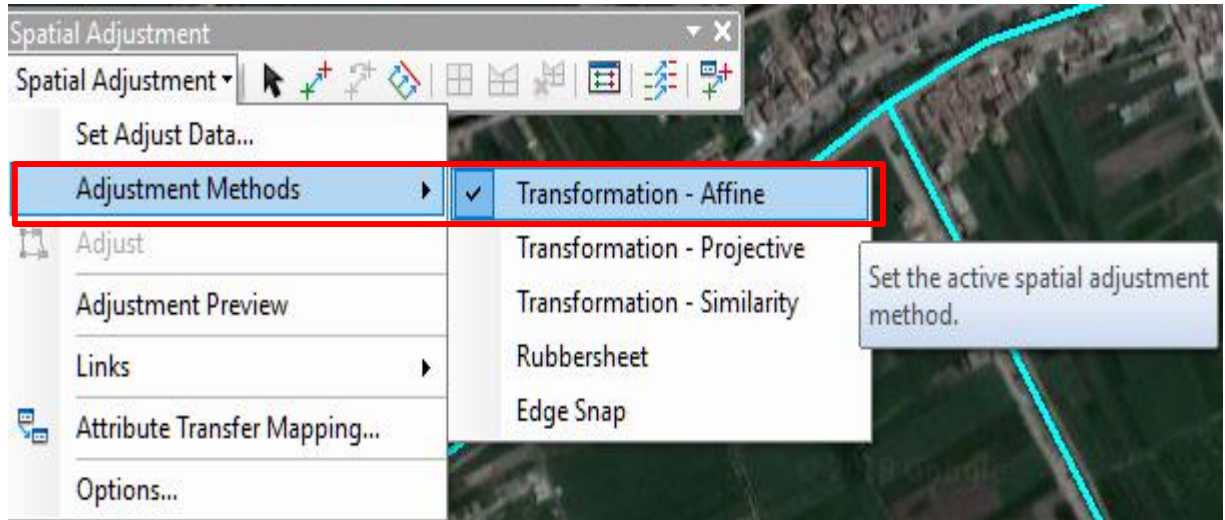 Spatial Adjustment
Spatial Adjustment
Set Adjust Data...
Adjustment Methods
Adjust
Adjustment Preview
Links
Attribute Transfer Mapping...
Options...
Transformation - Affine
Transformation - Projective
Transformation - Similarity
Rubbersheet
Edge Snap
Set the active spatial adjustment
method.